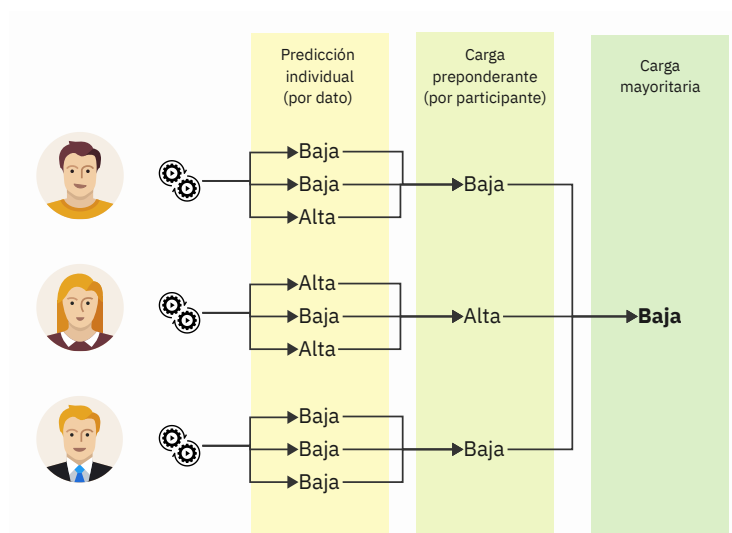 Predicción
individual
(por dato)
Carga
preponderante
(por participante)
Carga
mayoritaria
Baja
Baja
Alta
Baja
Alta
Baja
Alta
Alta
Baja
Baja
Baja
Baja
Baja